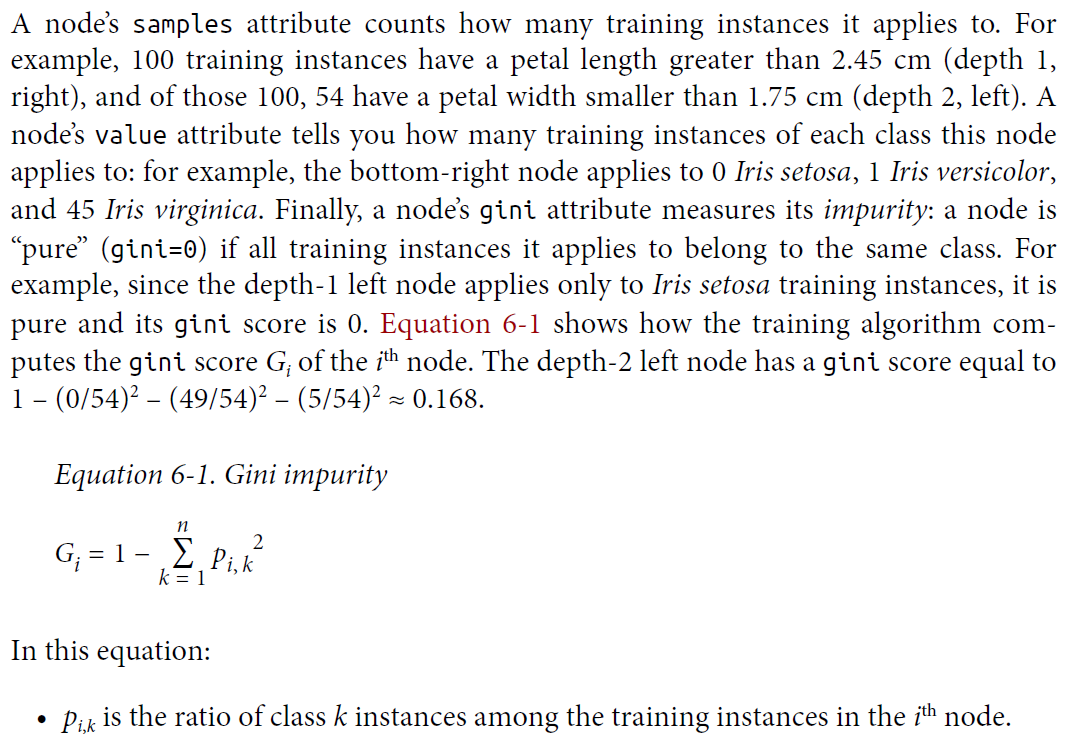 A node’s samples attribute counts how many training instances it applies to. For
example, 100 training instances have a petal length greater than 2.45 cm (depth 1,
right), and of those 100, 54 have a petal width smaller than 1.75 cm (depth 2, left). A
node’s value attribute tells you how many training instances of each class this node
applies to: for example, the bottom-right node applies to 0 Iris setosa, 1 Iris versicolor,
and 45 Iris virginica. Finally, a node’s gini attribute measures its impurity: a node is
“pure” (gini=0) if all training instances it applies to belong to the same class. For
example, since the depth-1 left node applies only to Iris setosa training instances, it is
pure and its gini score is 0. Equation 6-1 shows how the training algorithm com-
putes the gini score Gᵢ of the iᵗʰ node. The depth-2 left node has a gini score equal to
1 – (0/54)² – (49/54)² – (5/54)² ≈ 0.168.
Equation 6-1. Gini impurity
G_i = 1 − ∑_{k = 1}^{n} p_{i, k}^2
In this equation:
• p_{i,k} is the ratio of class k instances among the training instances in the iᵗʰ node.